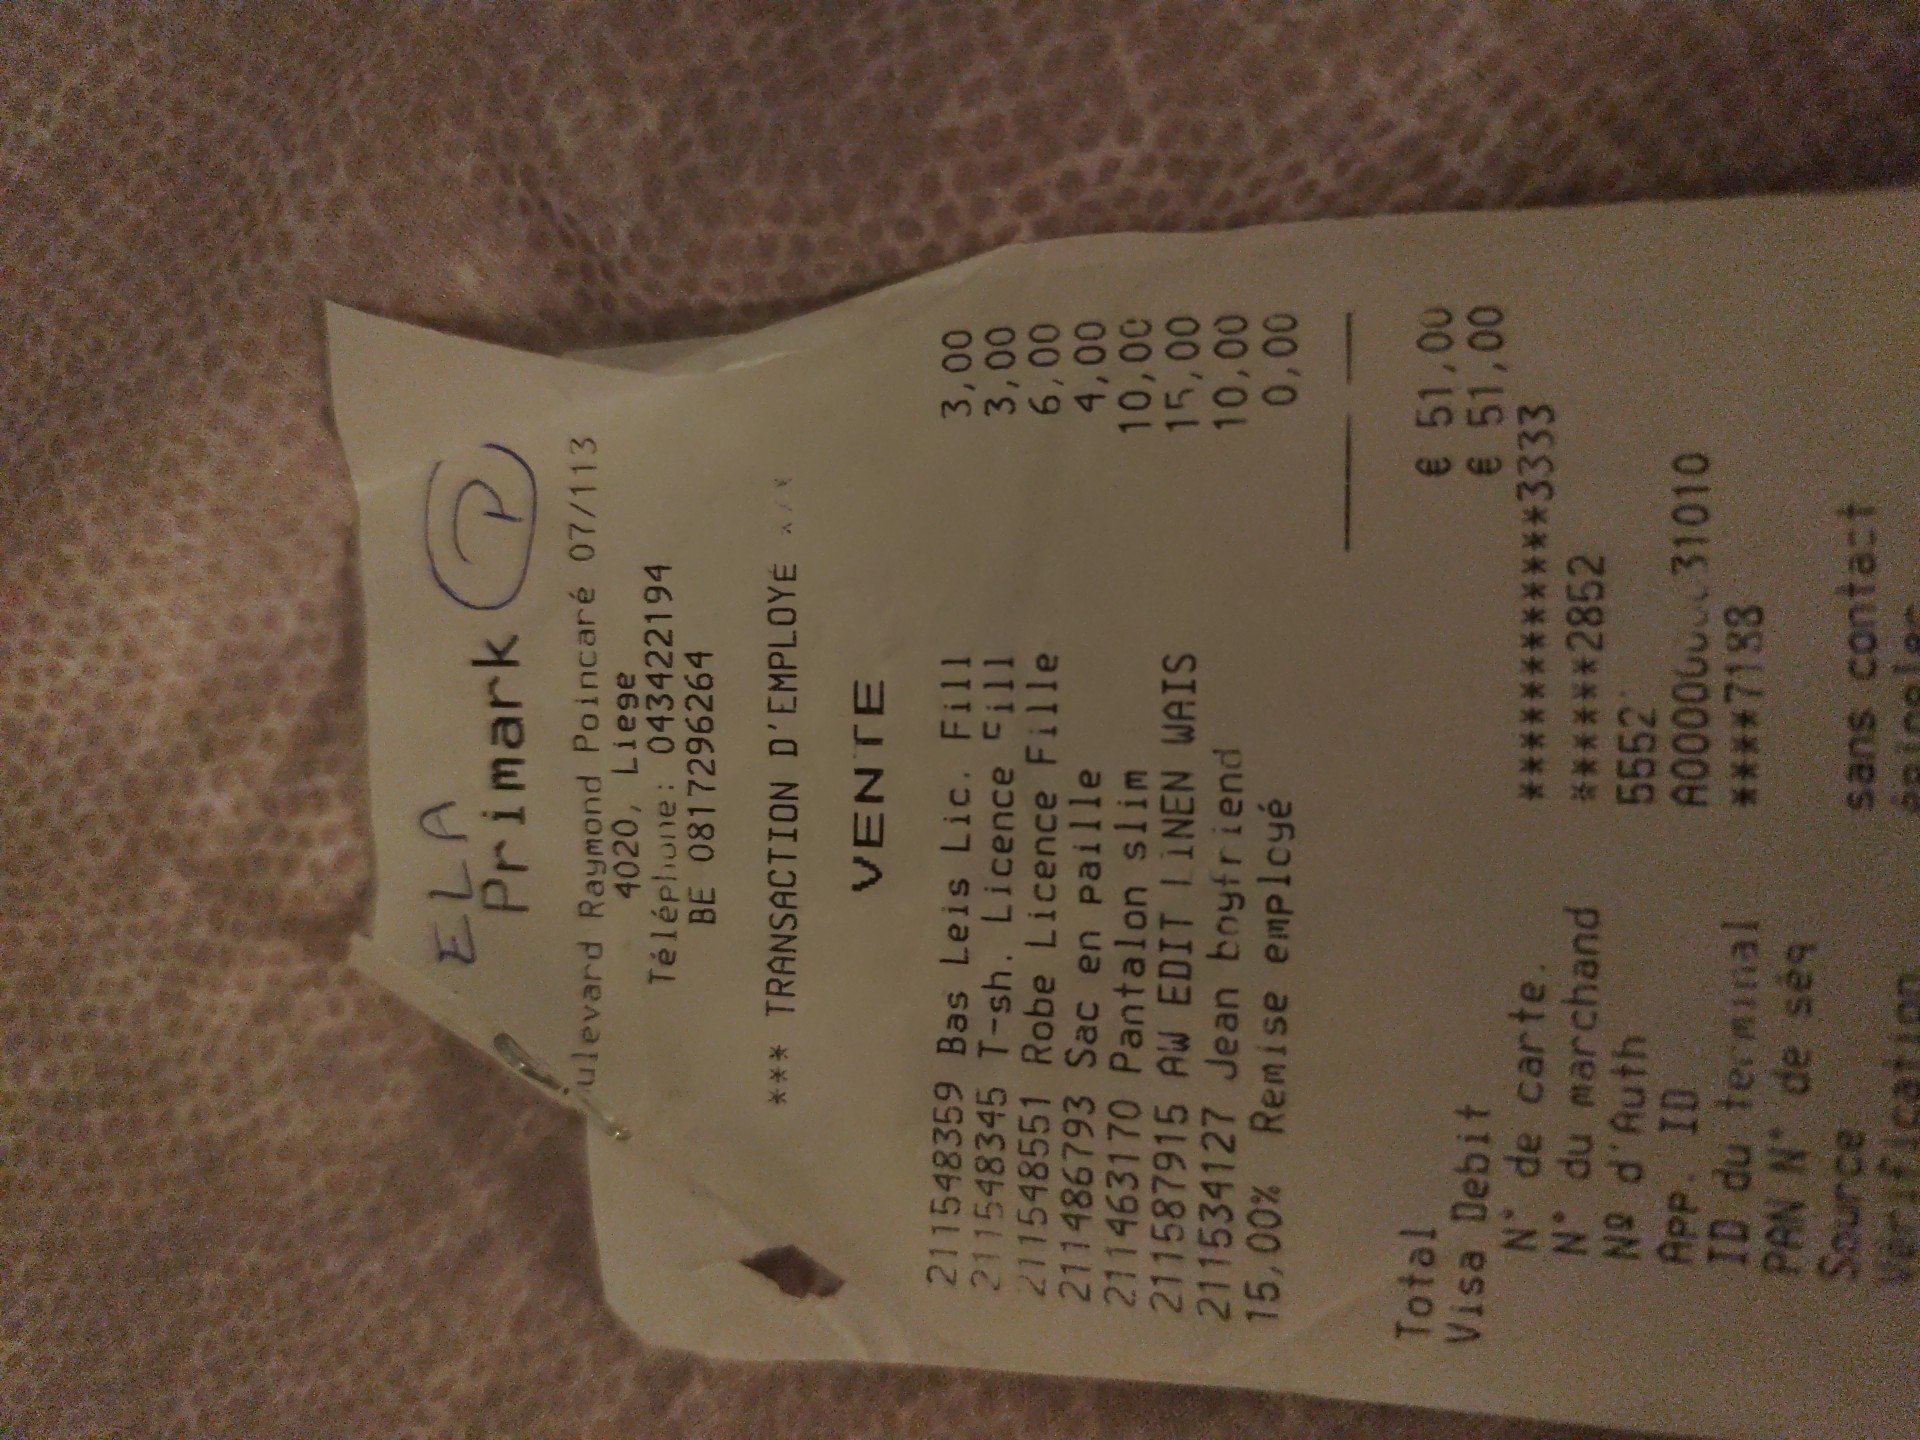 ELA
Primark P
ulevard Raymond Poincaré 07/113
4020, Liege
Téléphone: 043422194
BE 0817296264
*** TRANSACTION D'EMPLOYÉ ***
VENTE
211548359 Bas Leis Lic. Fill 3,00
211548345 T-sh. Licence Fill 3,00
211548551 Robe Licence Fille 6,00
211486793 Sac en paille 4,00
211463170 Pantalon slim 10,00
211587915 AW EDIT LINEN WAIS 15,00
211534127 Jean boyfriend 10,00
15,00% Remise employé 0,00
Total € 51,00
Visa Debit € 51,00
N° de carte. ************3333
N° du marchand ******2852
Nº d'Auth 5552
App. ID A0000000031010
ID du terminal ****7188
PAN N° de séq
Source sans contact
Vérification